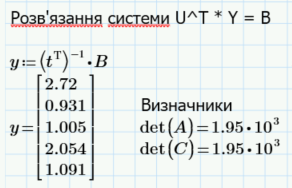 Розв'язання системи U^T * Y = B
y:=(t^T)^-1·B
y=[2.72
0.931
1.005
2.054
1.091]
Визначники
det(A)=1.95·10^3
det(C)=1.95·10^3